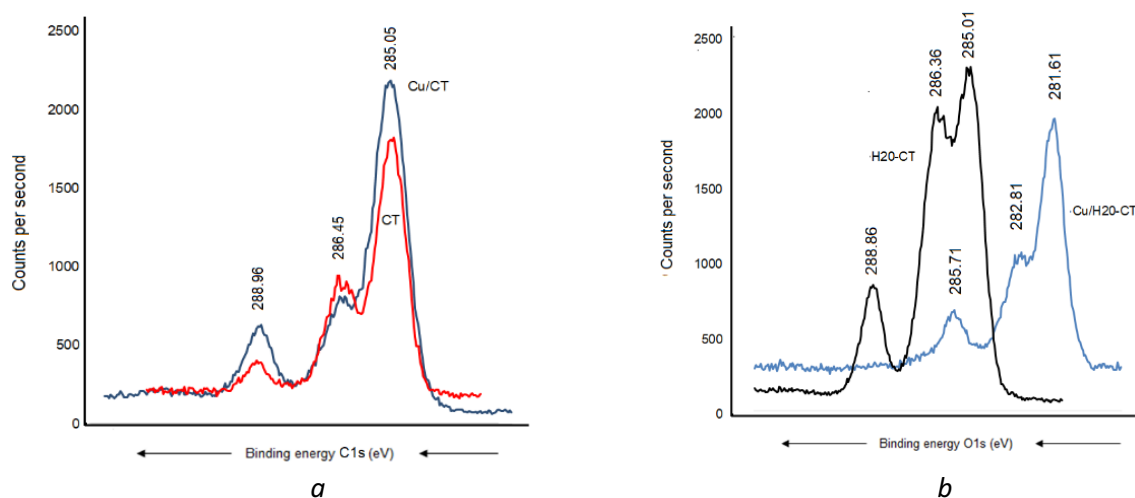 2500
2000
1500
1000
500
0
Counts per second
288.96
286.45
285.05
Cu/CT
CT
Binding energy C1s (eV)
a
2500
2000
1500
1000
500
0
Counts per second
288.86
286.36
285.01
285.71
282.81
281.61
H20-CT
Cu/H20-CT
Binding energy O1s (eV)
b